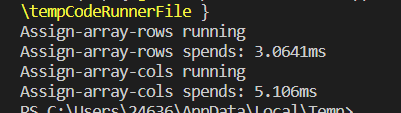 \tempCodeRunnerFile }
Assign-array-rows running
Assign-array-rows spends: 3.0641ms
Assign-array-cols running
Assign-array-cols spends: 5.106ms
PS C:\Users\24636\AppData\Local\Temp>